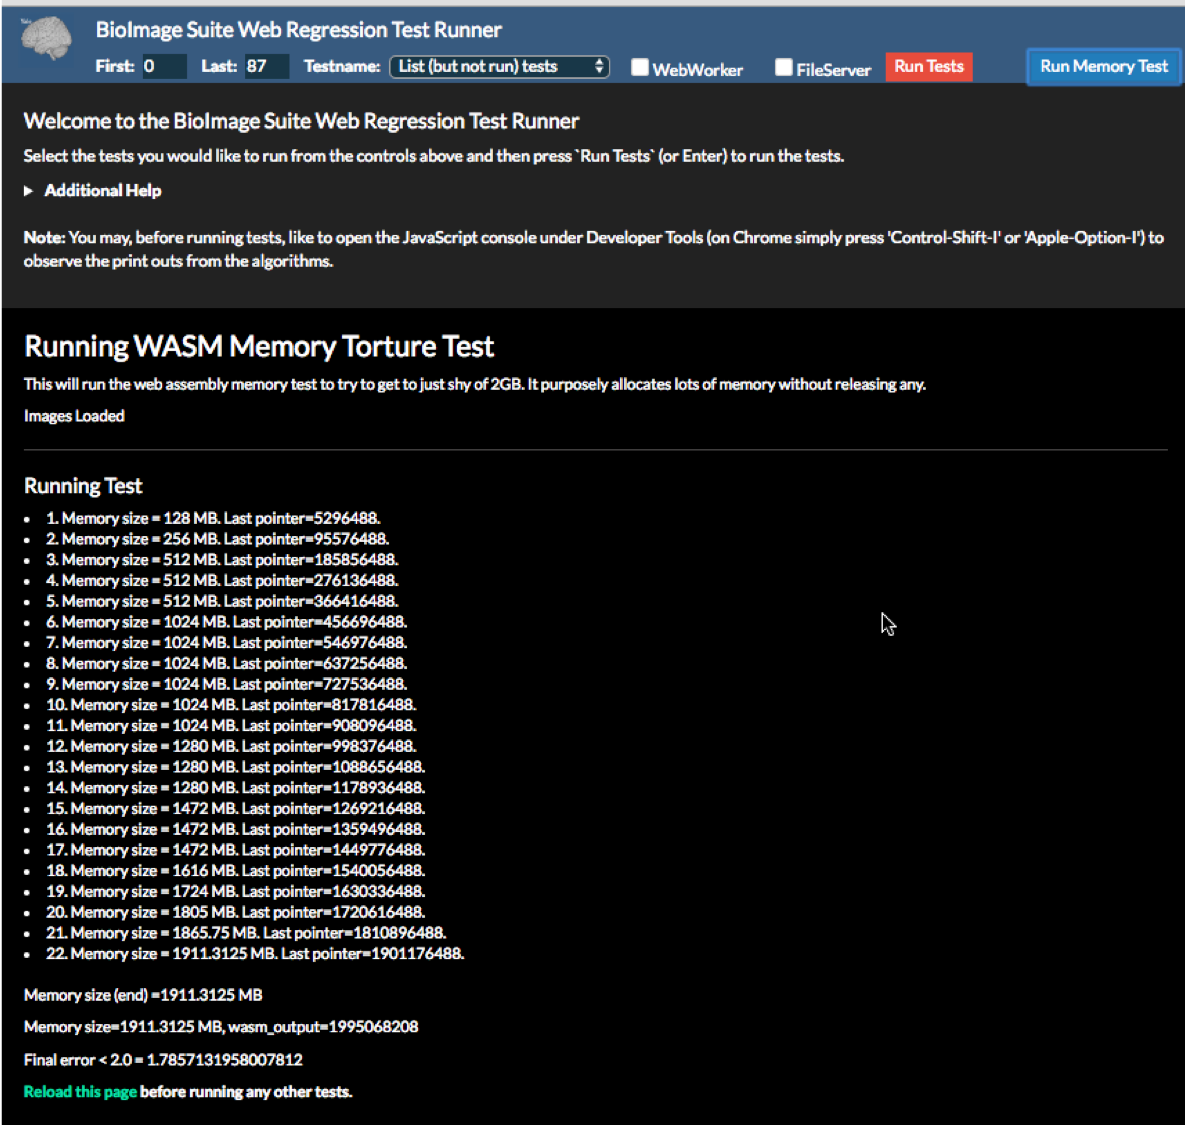 BioImage Suite Web Regression Test Runner
First: 0 Last: 87 Testname: List (but not run) tests WebWorker FileServer Run Tests Run Memory Test
Welcome to the BioImage Suite Web Regression Test Runner
Select the tests you would like to run from the controls above and then press `Run Tests` (or Enter) to run the tests.
Additional Help
Note: You may, before running tests, like to open the JavaScript console under Developer Tools (on Chrome simply press 'Control-Shift-I' or 'Apple-Option-I') to
observe the print outs from the algorithms.
Running WASM Memory Torture Test
This will run the web assembly memory test to try to get to just shy of 2GB. It purposely allocates lots of memory without releasing any.
Images Loaded
Running Test
• 1. Memory size = 128 MB. Last pointer=5296488.
• 2. Memory size = 256 MB. Last pointer=95576488.
• 3. Memory size = 512 MB. Last pointer=185856488.
• 4. Memory size = 512 MB. Last pointer=276136488.
• 5. Memory size = 512 MB. Last pointer=366416488.
• 6. Memory size = 1024 MB. Last pointer=456696488.
• 7. Memory size = 1024 MB. Last pointer=546976488.
• 8. Memory size = 1024 MB. Last pointer=637256488.
• 9. Memory size = 1024 MB. Last pointer=727536488.
• 10. Memory size = 1024 MB. Last pointer=817816488.
• 11. Memory size = 1024 MB. Last pointer=908096488.
• 12. Memory size = 1280 MB. Last pointer=998376488.
• 13. Memory size = 1280 MB. Last pointer=1088656488.
• 14. Memory size = 1280 MB. Last pointer=1178936488.
• 15. Memory size = 1472 MB. Last pointer=1269216488.
• 16. Memory size = 1472 MB. Last pointer=1359496488.
• 17. Memory size = 1472 MB. Last pointer=1449776488.
• 18. Memory size = 1616 MB. Last pointer=1540056488.
• 19. Memory size = 1724 MB. Last pointer=1630336488.
• 20. Memory size = 1805 MB. Last pointer=1720616488.
• 21. Memory size = 1865.75 MB. Last pointer=1810896488.
• 22. Memory size = 1911.3125 MB. Last pointer=1901176488.
Memory size (end) =1911.3125 MB
Memory size=1911.3125 MB, wasm_output=1995068208
Final error < 2.0 = 1.7857131958007812
Reload this page before running any other tests.